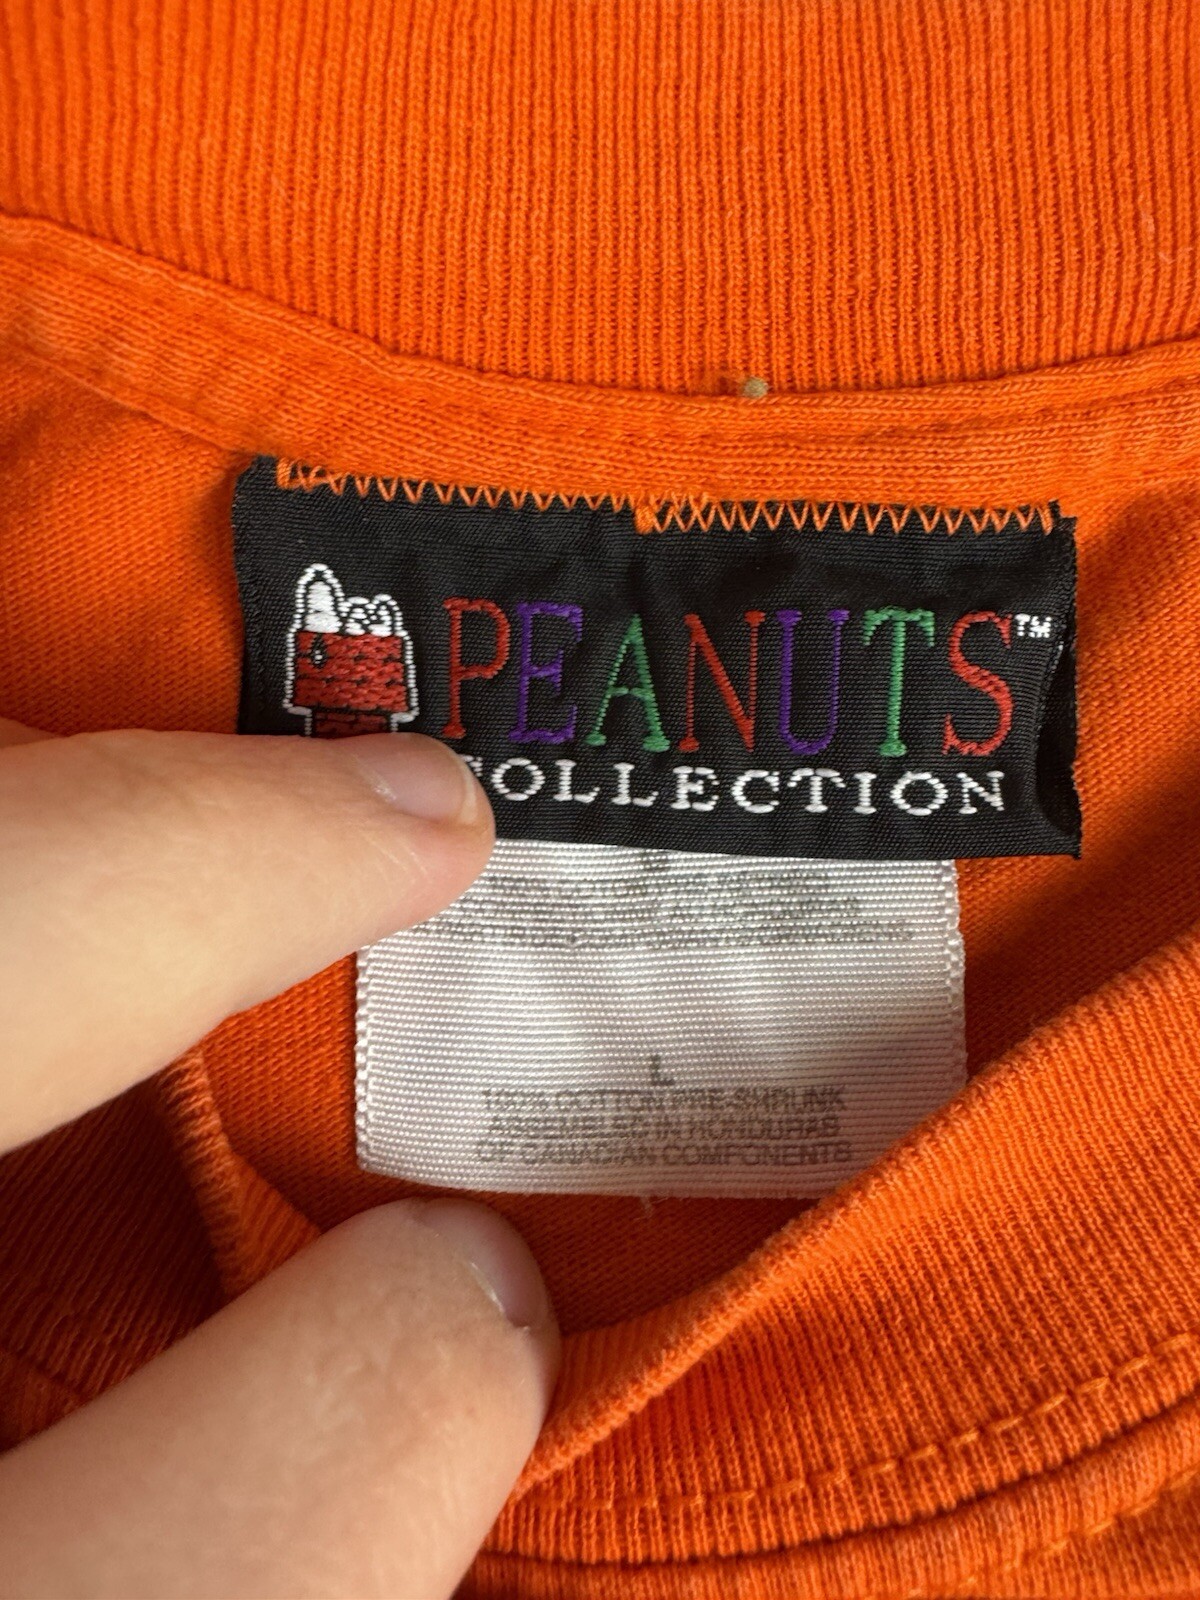 PEANUTS™
COLLECTION
L
100% COTTON PRE-SHRUNK
ASSEMBLED IN HONDURAS
OF CANADIAN COMPONENTS